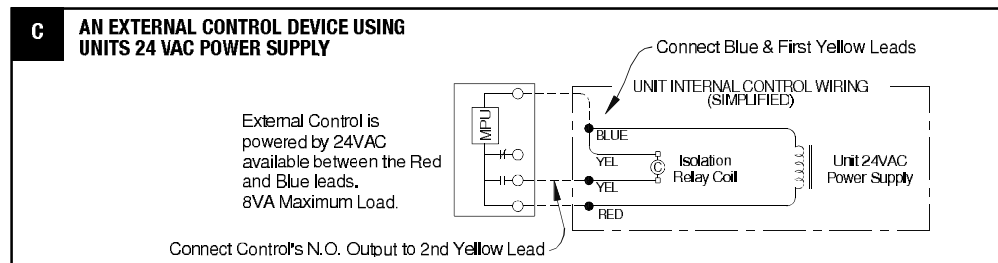 C
AN EXTERNAL CONTROL DEVICE USING
UNITS 24 VAC POWER SUPPLY
Connect Blue & First Yellow Leads
UNIT INTERNAL CONTROL WIRING
(SIMPLIFIED)
External Control is
powered by 24VAC
available between the Red
and Blue leads.
8VA Maximum Load.
MPU
BLUE
YEL
YEL
RED
C
Isolation
Relay Coil
Unit 24VAC
Power Supply
Connect Control's N.O. Output to 2nd Yellow Lead